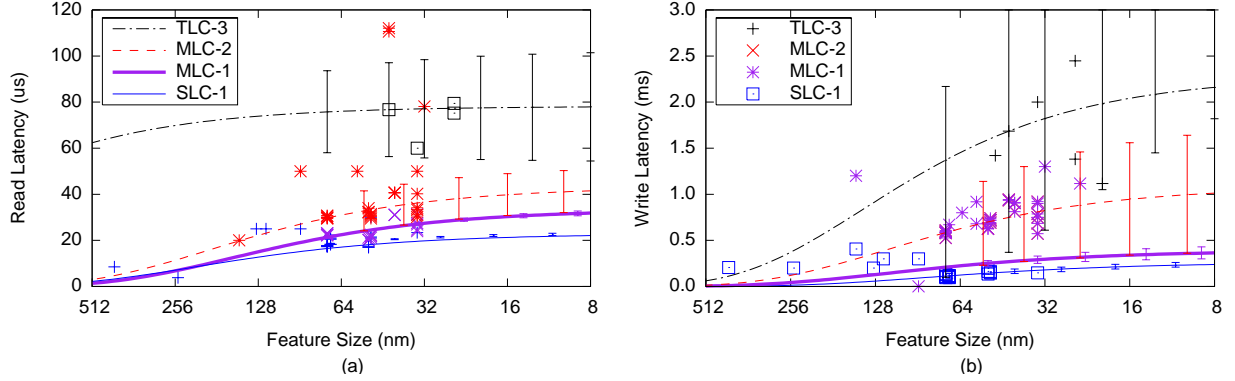 120
100
80
60
40
20
0
512 256 128 64 32 16 8
Read Latency (us)
Feature Size (nm)
(a)
TLC-3
MLC-2
MLC-1
SLC-1
3.0
2.5
2.0
1.5
1.0
0.5
0.0
512 256 128 64 32 16 8
Write Latency (ms)
Feature Size (nm)
(b)
TLC-3
MLC-2
MLC-1
SLC-1